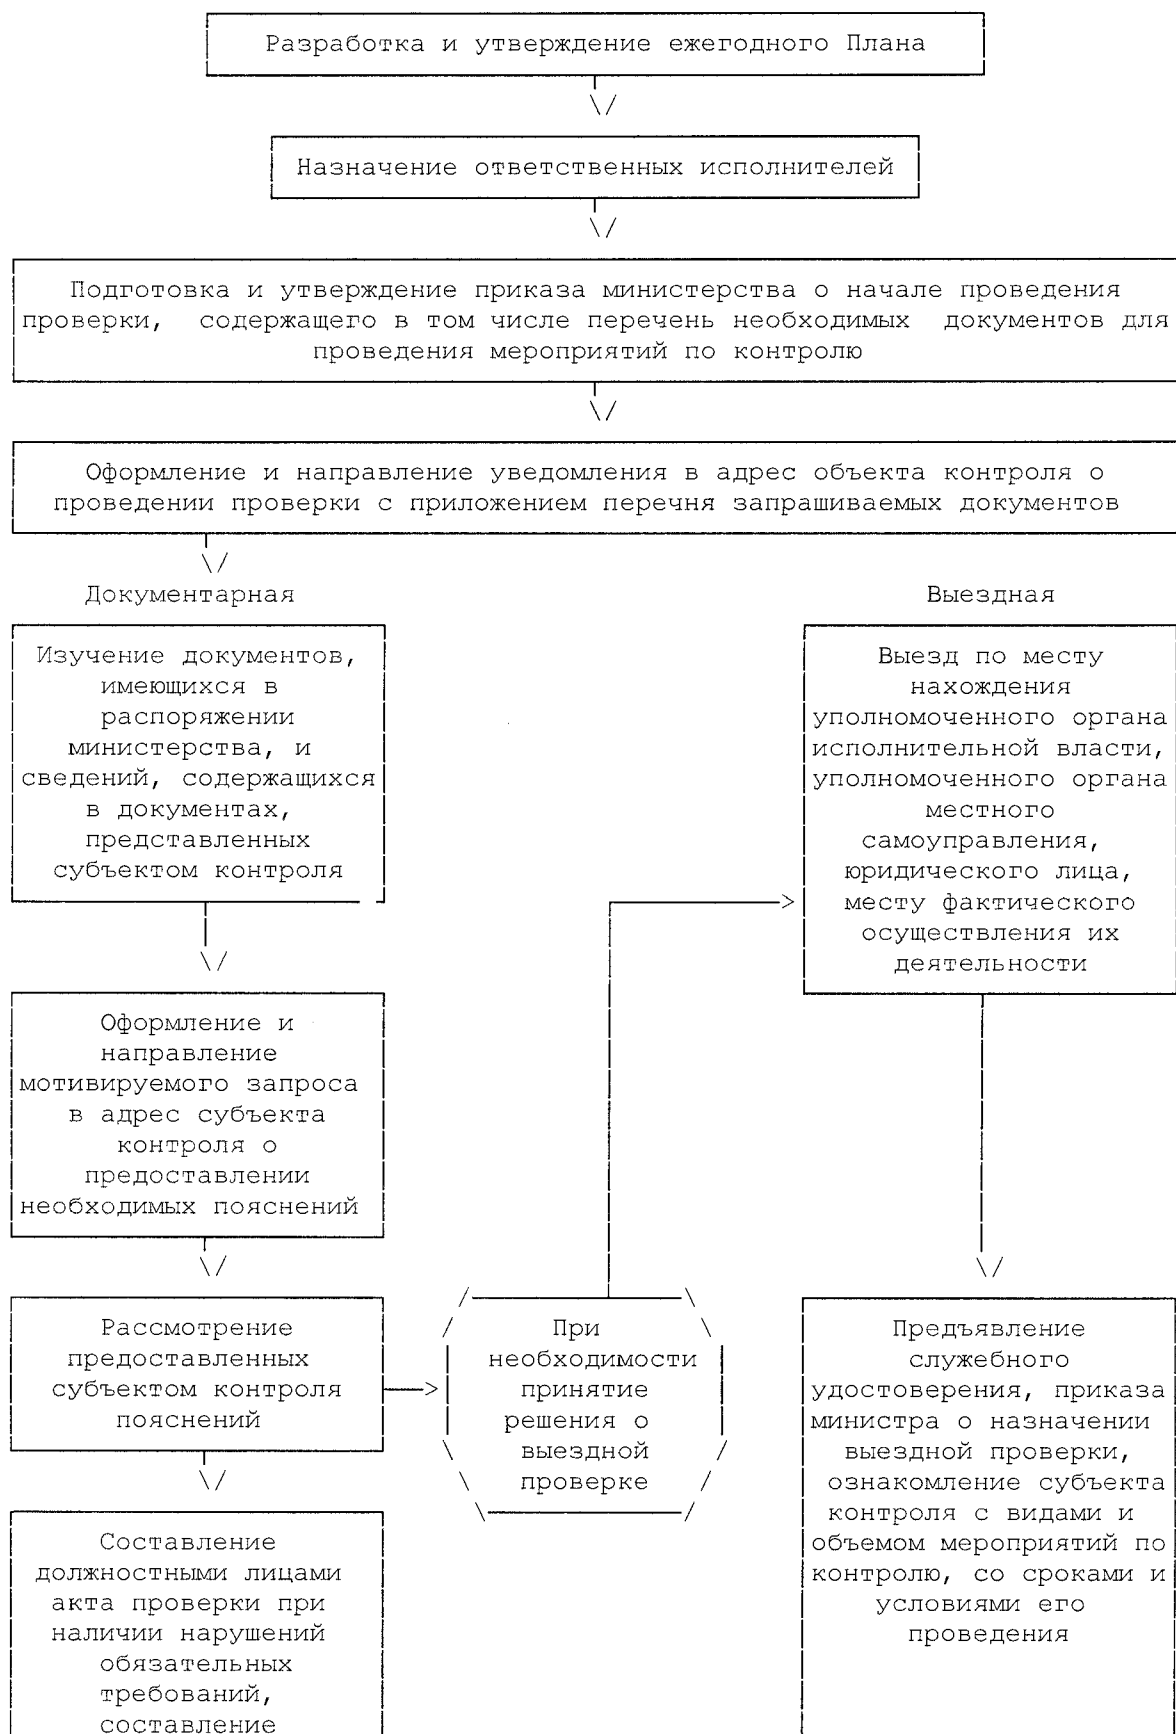 Разработка и утверждение ежегодного Плана
Назначение ответственных исполнителей
Подготовка и утверждение приказа министерства о начале проведения
проверки, содержащего в том числе перечень необходимых документов для
проведения мероприятий по контролю
Оформление и направление уведомления в адрес объекта контроля о
проведении проверки с приложением перечня запрашиваемых документов
Документарная
Изучение документов,
имеющихся в
распоряжении
министерства, и
сведений, содержащихся
в документах,
представленных
субъектом контроля
Оформление и
направление
мотивируемого запроса
в адрес субъекта
контроля о
предоставлении
необходимых пояснений
Рассмотрение
предоставленных
субъектом контроля
пояснений
Составление
должностными лицами
акта проверки при
наличии нарушений
обязательных
требований,
составление
При
необходимости
принятие
решения о
выездной
проверке
Выездная
Выезд по месту
нахождения
уполномоченного органа
исполнительной власти,
уполномоченного органа
местного
самоуправления,
юридического лица,
месту фактического
осуществления их
деятельности
Предъявление
служебного
удостоверения, приказа
министра о назначении
выездной проверки,
ознакомление субъекта
контроля с видами и
объемом мероприятий по
контролю, со сроками и
условиями его
проведения